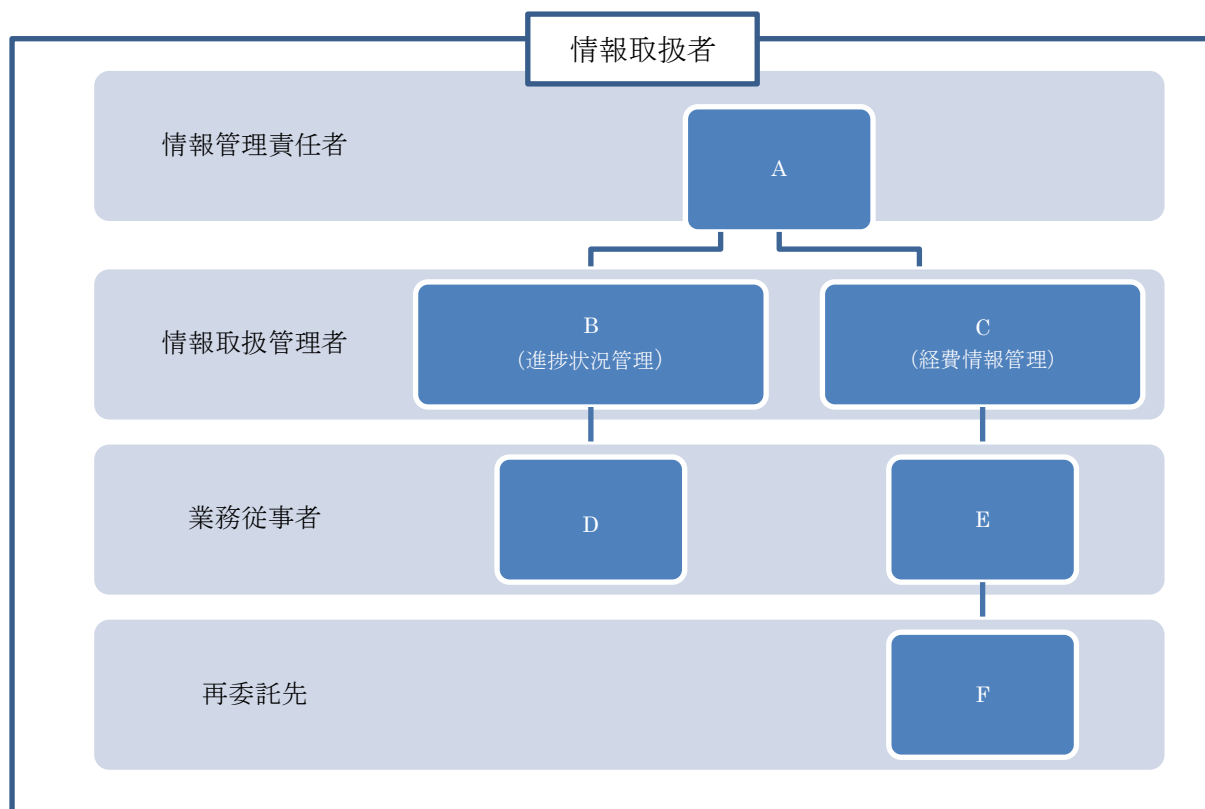 情報取扱者
情報管理責任者
A
情報取扱管理者
B
（進捗状況管理）
C
（経費情報管理）
業務従事者
D
E
再委託先
F